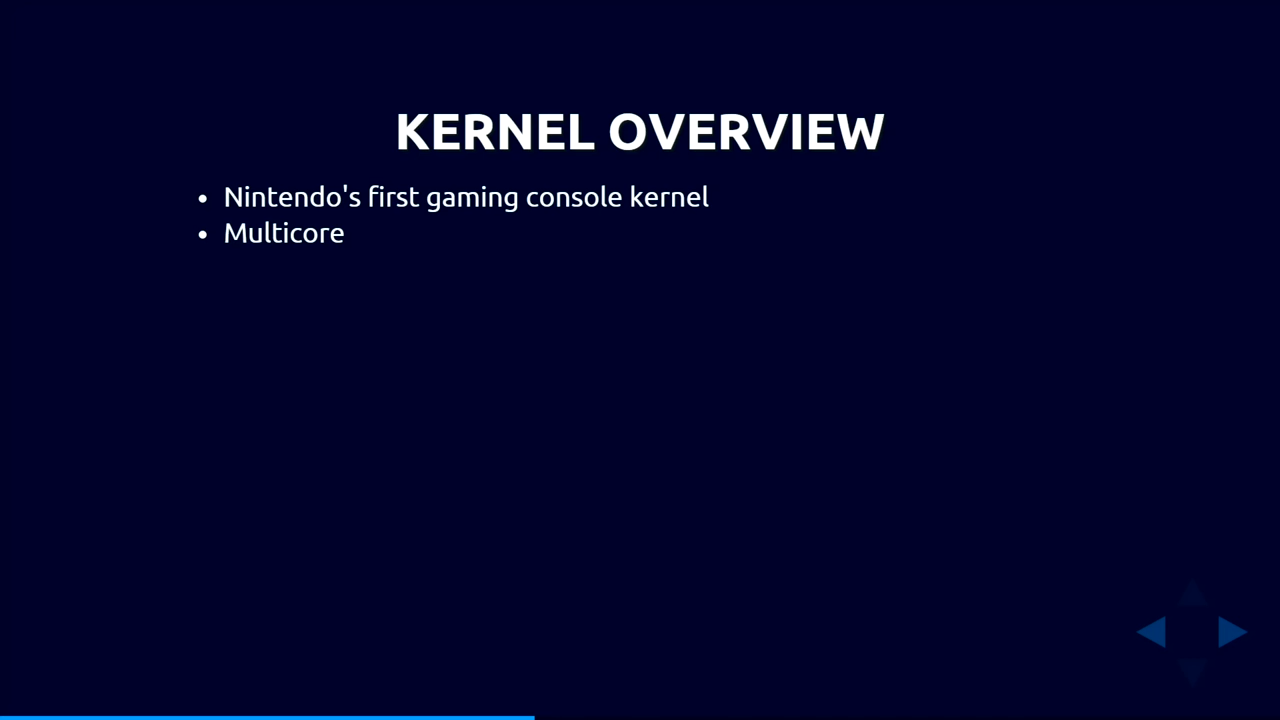 KERNEL OVERVIEW
• Nintendo's first gaming console kernel
• Multicore